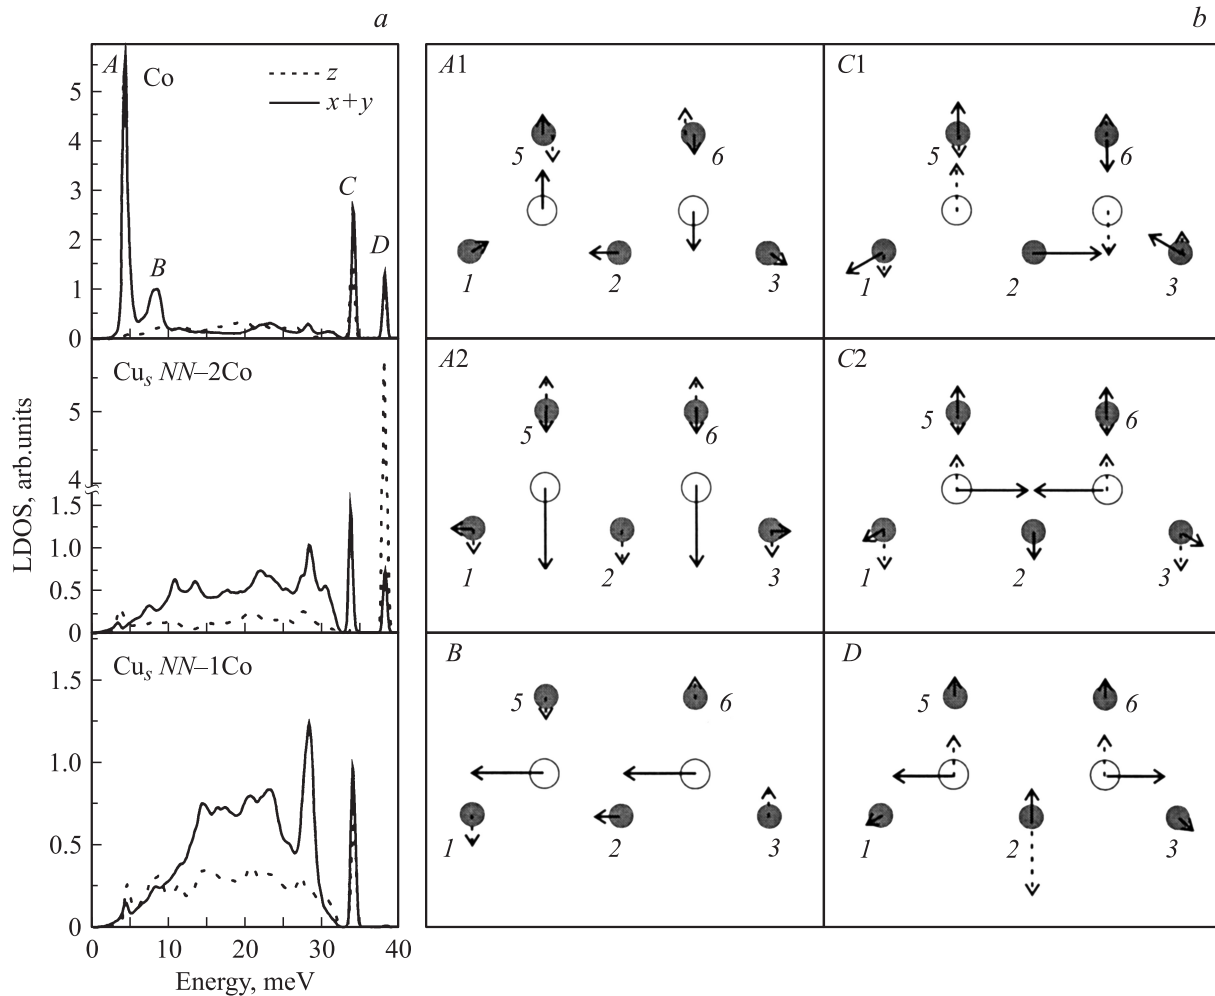 a
b
A
Co
z
x+y
B
C
D
5
4
3
2
1
0
Cu_s NN–2Co
5
4
1.5
1.0
0.5
0
Cu_s NN–1Co
1.5
1.0
0.5
0
0 10 20 30 40
Energy, meV
LDOS, arb.units
A1
5 6
1 2 3
C1
5 6
1 2 3
A2
5 6
1 2 3
C2
5 6
1 2 3
B
5 6
1 2 3
D
5 6
1 2 3